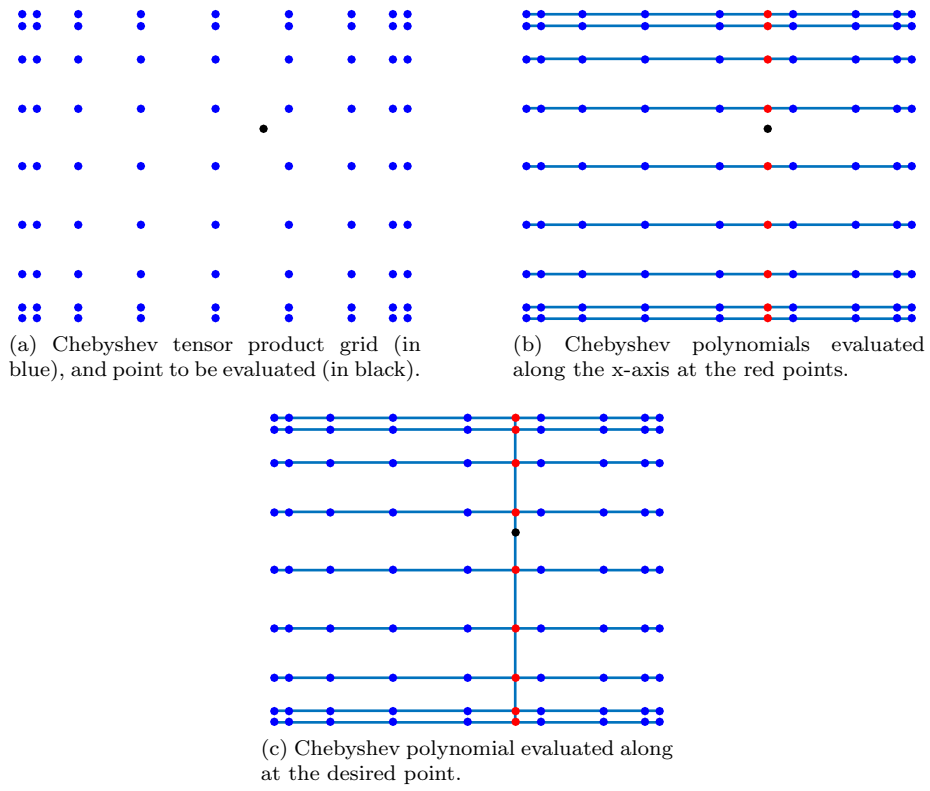 (a) Chebyshev tensor product grid (in
blue), and point to be evaluated (in black).
(b) Chebyshev polynomials evaluated
along the x-axis at the red points.
(c) Chebyshev polynomial evaluated along
at the desired point.